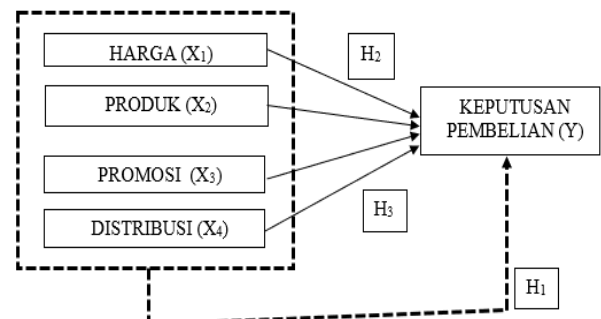 HARGA (X₁)
H₂
PRODUK (X₂)
KEPUTUSAN
PEMBELIAN (Y)
PROMOSI (X₃)
H₃
DISTRIBUSI (X₄)
H₁